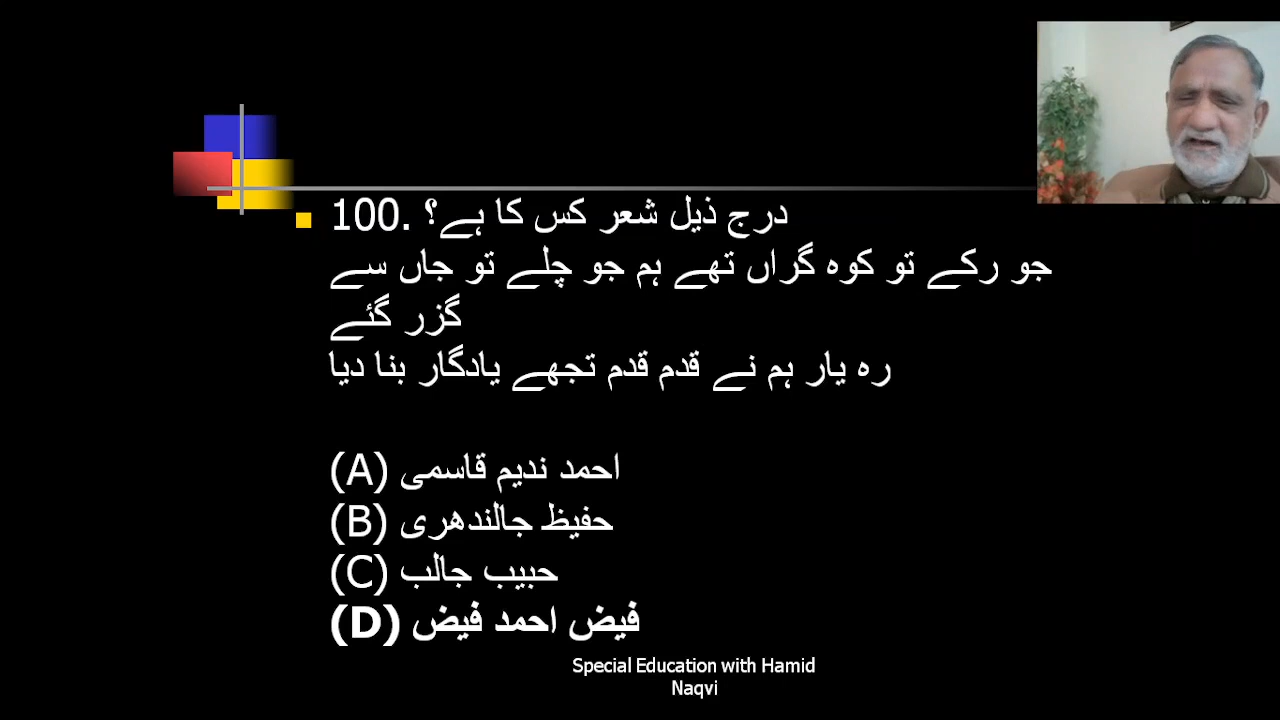 100. درج ذیل شعر کس کا ہے؟
جو رکے تو کوہ گراں تھے ہم جو چلے تو جاں سے
گزر گئے
رہ یار ہم نے قدم قدم تجھے یادگار بنا دیا
(A) احمد ندیم قاسمی
(B) حفیظ جالندھری
(C) حبیب جالب
(D) فیض احمد فیض
Special Education with Hamid
Naqvi